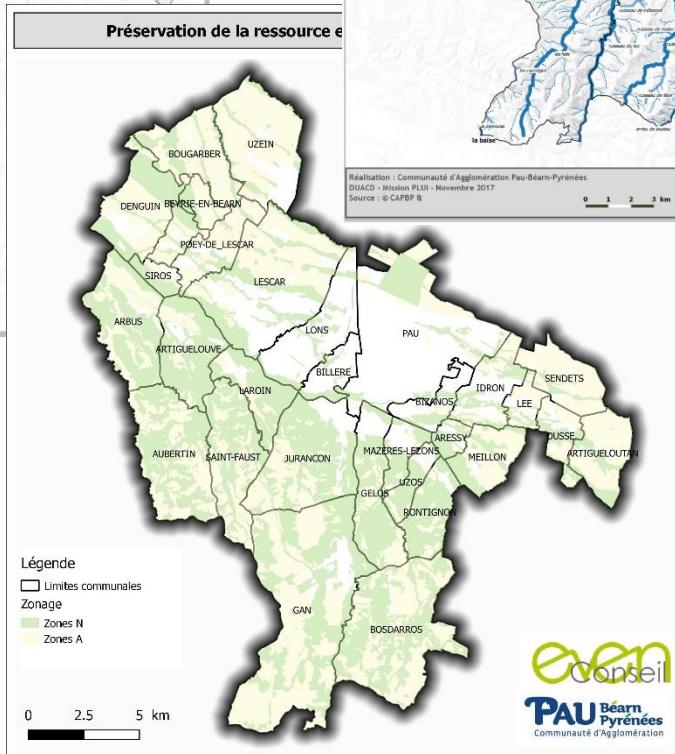 Préservation de la ressource e
la baïse
Réalisation : Communauté d'Agglomération Pau-Béarn-Pyrénées
DUACD - Mission PLUi - Novembre 2017
Source : © CAPBP &
0 1 2 3 km
UZEIN
BOUGARBER
DENGUIN
BEYRIE-EN-BEARN
POEY-DE_LESCAR
SIROS
LESCAR
ARBUS
LONS
PAU
ARTIGUELOUVE
BILLERE
SENDETS
IDRON
LAROIN
BIZANOS
LEE
OUSSE
ARESSY
MAZERES-LEZONS
ARTIGUELOUTAN
AUBERTIN
SAINT-FAUST
JURANCON
MEILLON
UZOS
GELOS
RONTIGNON
Légende
Limites communales
Zonage
Zones N
Zones A
GAN
BOSDARROS
0 2.5 5 km
even
Conseil
PAU Béarn
Pyrénées
Communauté d'Agglomération